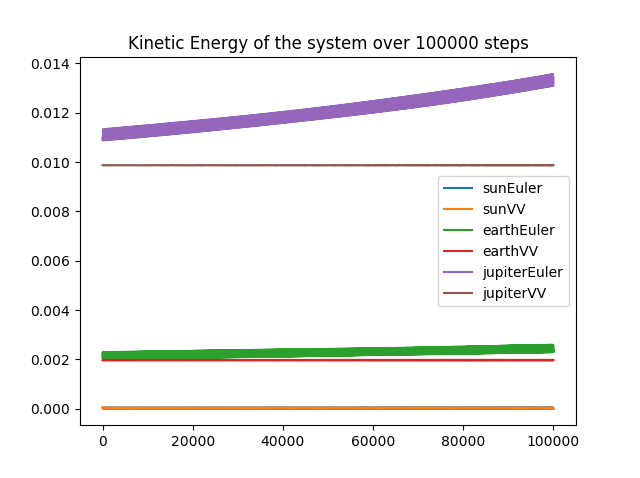 Kinetic Energy of the system over 100000 steps
0.014
0.012
0.010
0.008
0.006
0.004
0.002
0.000
sunEuler
sunVV
earthEuler
earthVV
jupiterEuler
jupiterVV
0 20000 40000 60000 80000 100000